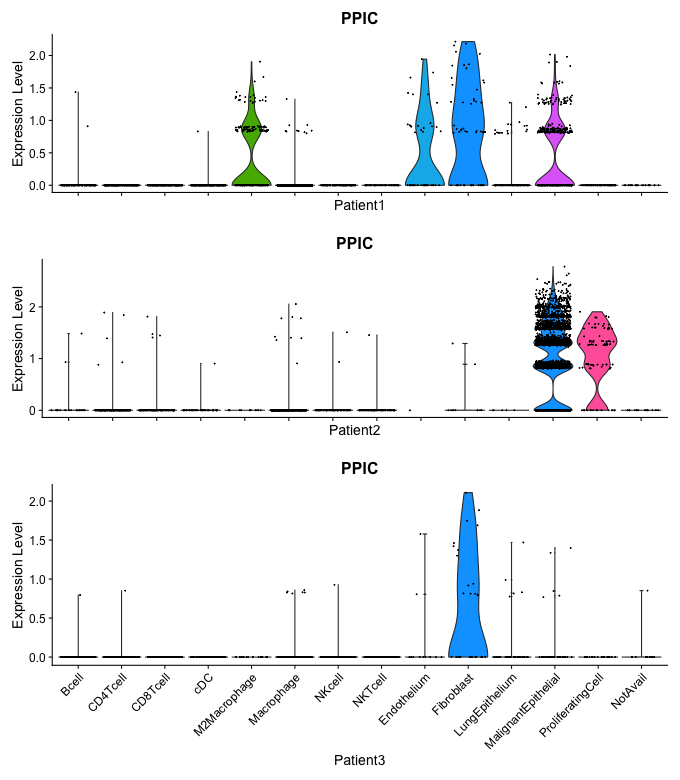 PPIC
Expression Level
2.0
1.5
1.0
0.5
0.0
Patient1
PPIC
Expression Level
2
1
0
Patient2
PPIC
Expression Level
2.0
1.5
1.0
0.5
0.0
Bcell
CD4Tcell
CD8Tcell
cDC
M2Macrophage
Macrophage
NKcell
NKTcell
Endothelium
Fibroblast
LungEpithelium
MalignantEpithelial
ProliferatingCell
NotAvail
Patient3